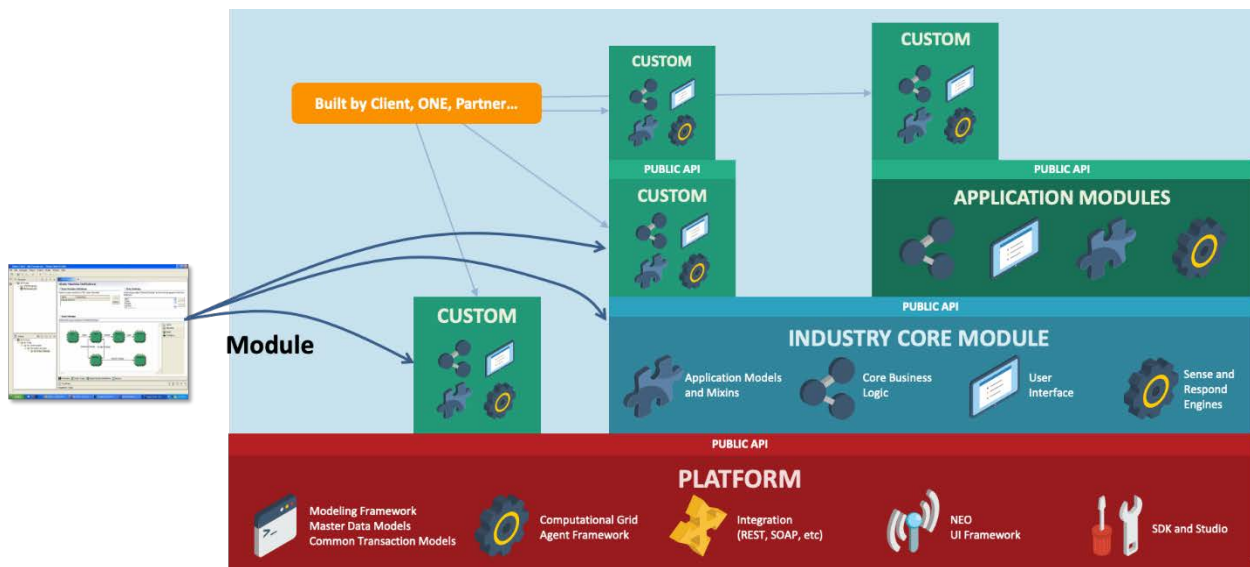 CUSTOM
CUSTOM
Built by Client, ONE, Partner...
PUBLIC API
PUBLIC API
CUSTOM
APPLICATION MODULES
PUBLIC API
CUSTOM
Module
INDUSTRY CORE MODULE
Application Models
and Mixins
Core Business
Logic
User
Interface
Sense and
Respond
Engines
PUBLIC API
PLATFORM
Modeling Framework
Master Data Models
Common Transaction Models
Computational Grid
Agent Framework
Integration
(REST, SOAP, etc)
NEO
UI Framework
SDK and Studio